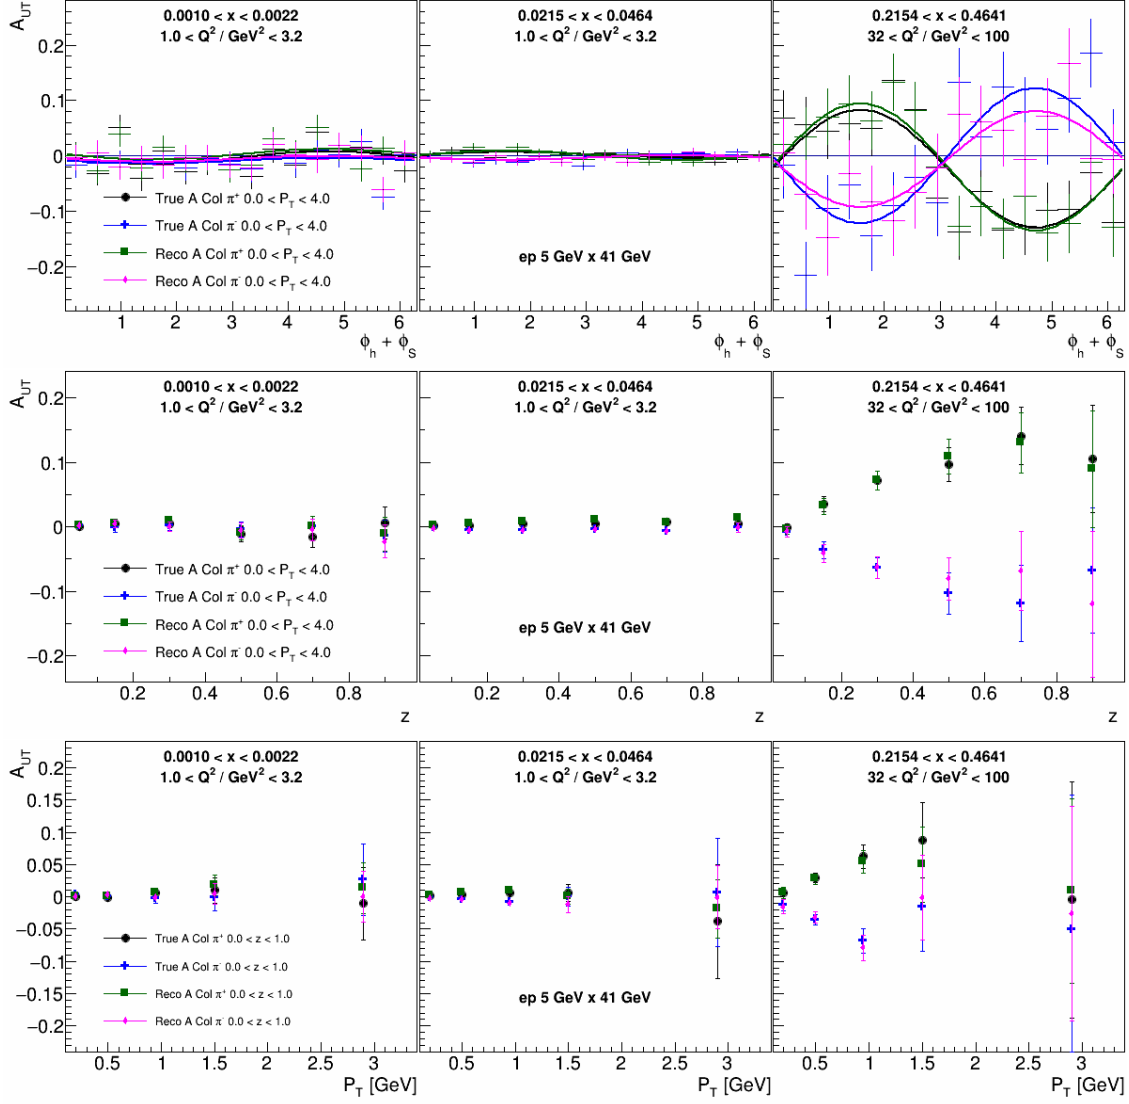 A_UT
0.0010 < x < 0.0022
1.0 < Q² / GeV² < 3.2
0.0215 < x < 0.0464
1.0 < Q² / GeV² < 3.2
0.2154 < x < 0.4641
32 < Q² / GeV² < 100
0.2
0.1
0
−0.1
−0.2
True A Col π⁺ 0.0 < P_T < 4.0
True A Col π⁻ 0.0 < P_T < 4.0
Reco A Col π⁺ 0.0 < P_T < 4.0
Reco A Col π⁻ 0.0 < P_T < 4.0
ep 5 GeV x 41 GeV
1 2 3 4 5 6 1 2 3 4 5 6 1 2 3 4 5 6
ϕ_h + ϕ_S ϕ_h + ϕ_S ϕ_h + ϕ_S
A_UT
0.0010 < x < 0.0022
1.0 < Q² / GeV² < 3.2
0.0215 < x < 0.0464
1.0 < Q² / GeV² < 3.2
0.2154 < x < 0.4641
32 < Q² / GeV² < 100
0.2
0.1
0
−0.1
−0.2
True A Col π⁺ 0.0 < P_T < 4.0
True A Col π⁻ 0.0 < P_T < 4.0
Reco A Col π⁺ 0.0 < P_T < 4.0
Reco A Col π⁻ 0.0 < P_T < 4.0
ep 5 GeV x 41 GeV
0.2 0.4 0.6 0.8 0.2 0.4 0.6 0.8 0.2 0.4 0.6 0.8
z z z
A_UT
0.0010 < x < 0.0022
1.0 < Q² / GeV² < 3.2
0.0215 < x < 0.0464
1.0 < Q² / GeV² < 3.2
0.2154 < x < 0.4641
32 < Q² / GeV² < 100
0.2
0.15
0.1
0.05
0
−0.05
−0.1
−0.15
−0.2
True A Col π⁺ 0.0 < z < 1.0
True A Col π⁻ 0.0 < z < 1.0
Reco A Col π⁺ 0.0 < z < 1.0
Reco A Col π⁻ 0.0 < z < 1.0
ep 5 GeV x 41 GeV
0.5 1 1.5 2 2.5 3 0.5 1 1.5 2 2.5 3 0.5 1 1.5 2 2.5 3
P_T [GeV] P_T [GeV] P_T [GeV]